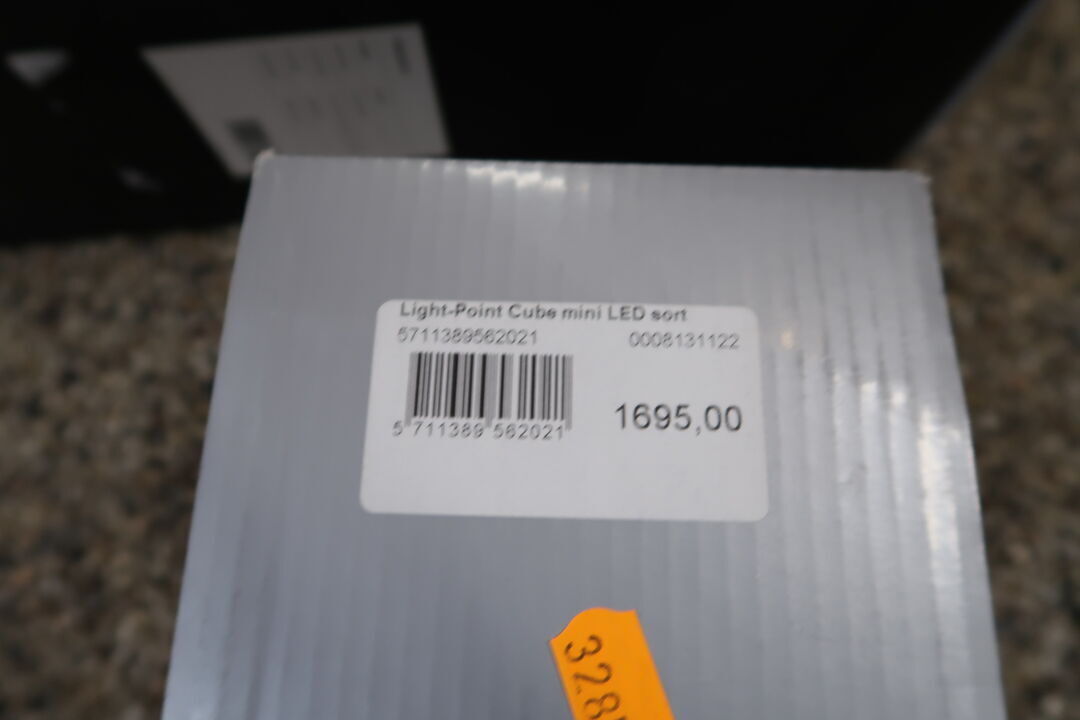 Light-Point Cube mini LED sort
5711389562021 0008131122
1695,00
5 711389 562021